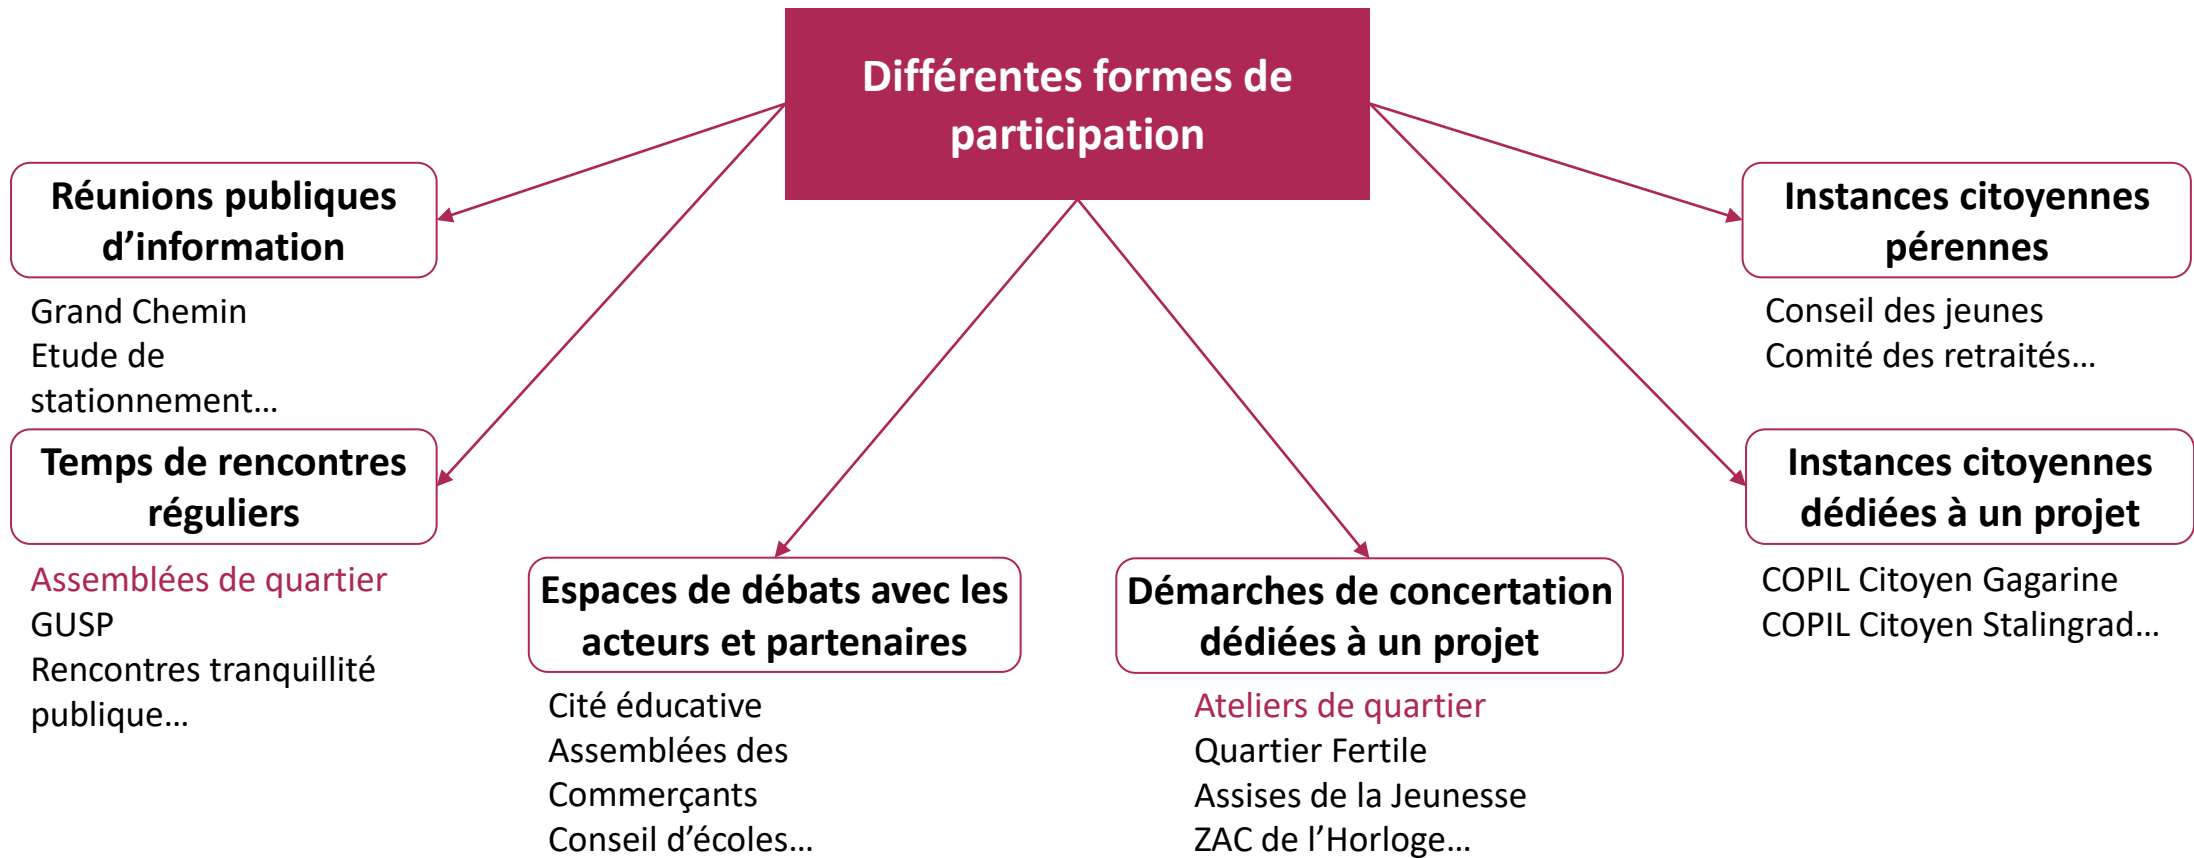 Différentes formes de
participation
Réunions publiques
d’information
Grand Chemin
Etude de
stationnement…
Temps de rencontres
réguliers
Assemblées de quartier
GUSP
Rencontres tranquillité
publique…
Espaces de débats avec les
acteurs et partenaires
Cité éducative
Assemblées des
Commerçants
Conseil d’écoles…
Démarches de concertation
dédiées à un projet
Ateliers de quartier
Quartier Fertile
Assises de la Jeunesse
ZAC de l’Horloge…
Instances citoyennes
pérennes
Conseil des jeunes
Comité des retraités…
Instances citoyennes
dédiées à un projet
COPIL Citoyen Gagarine
COPIL Citoyen Stalingrad…